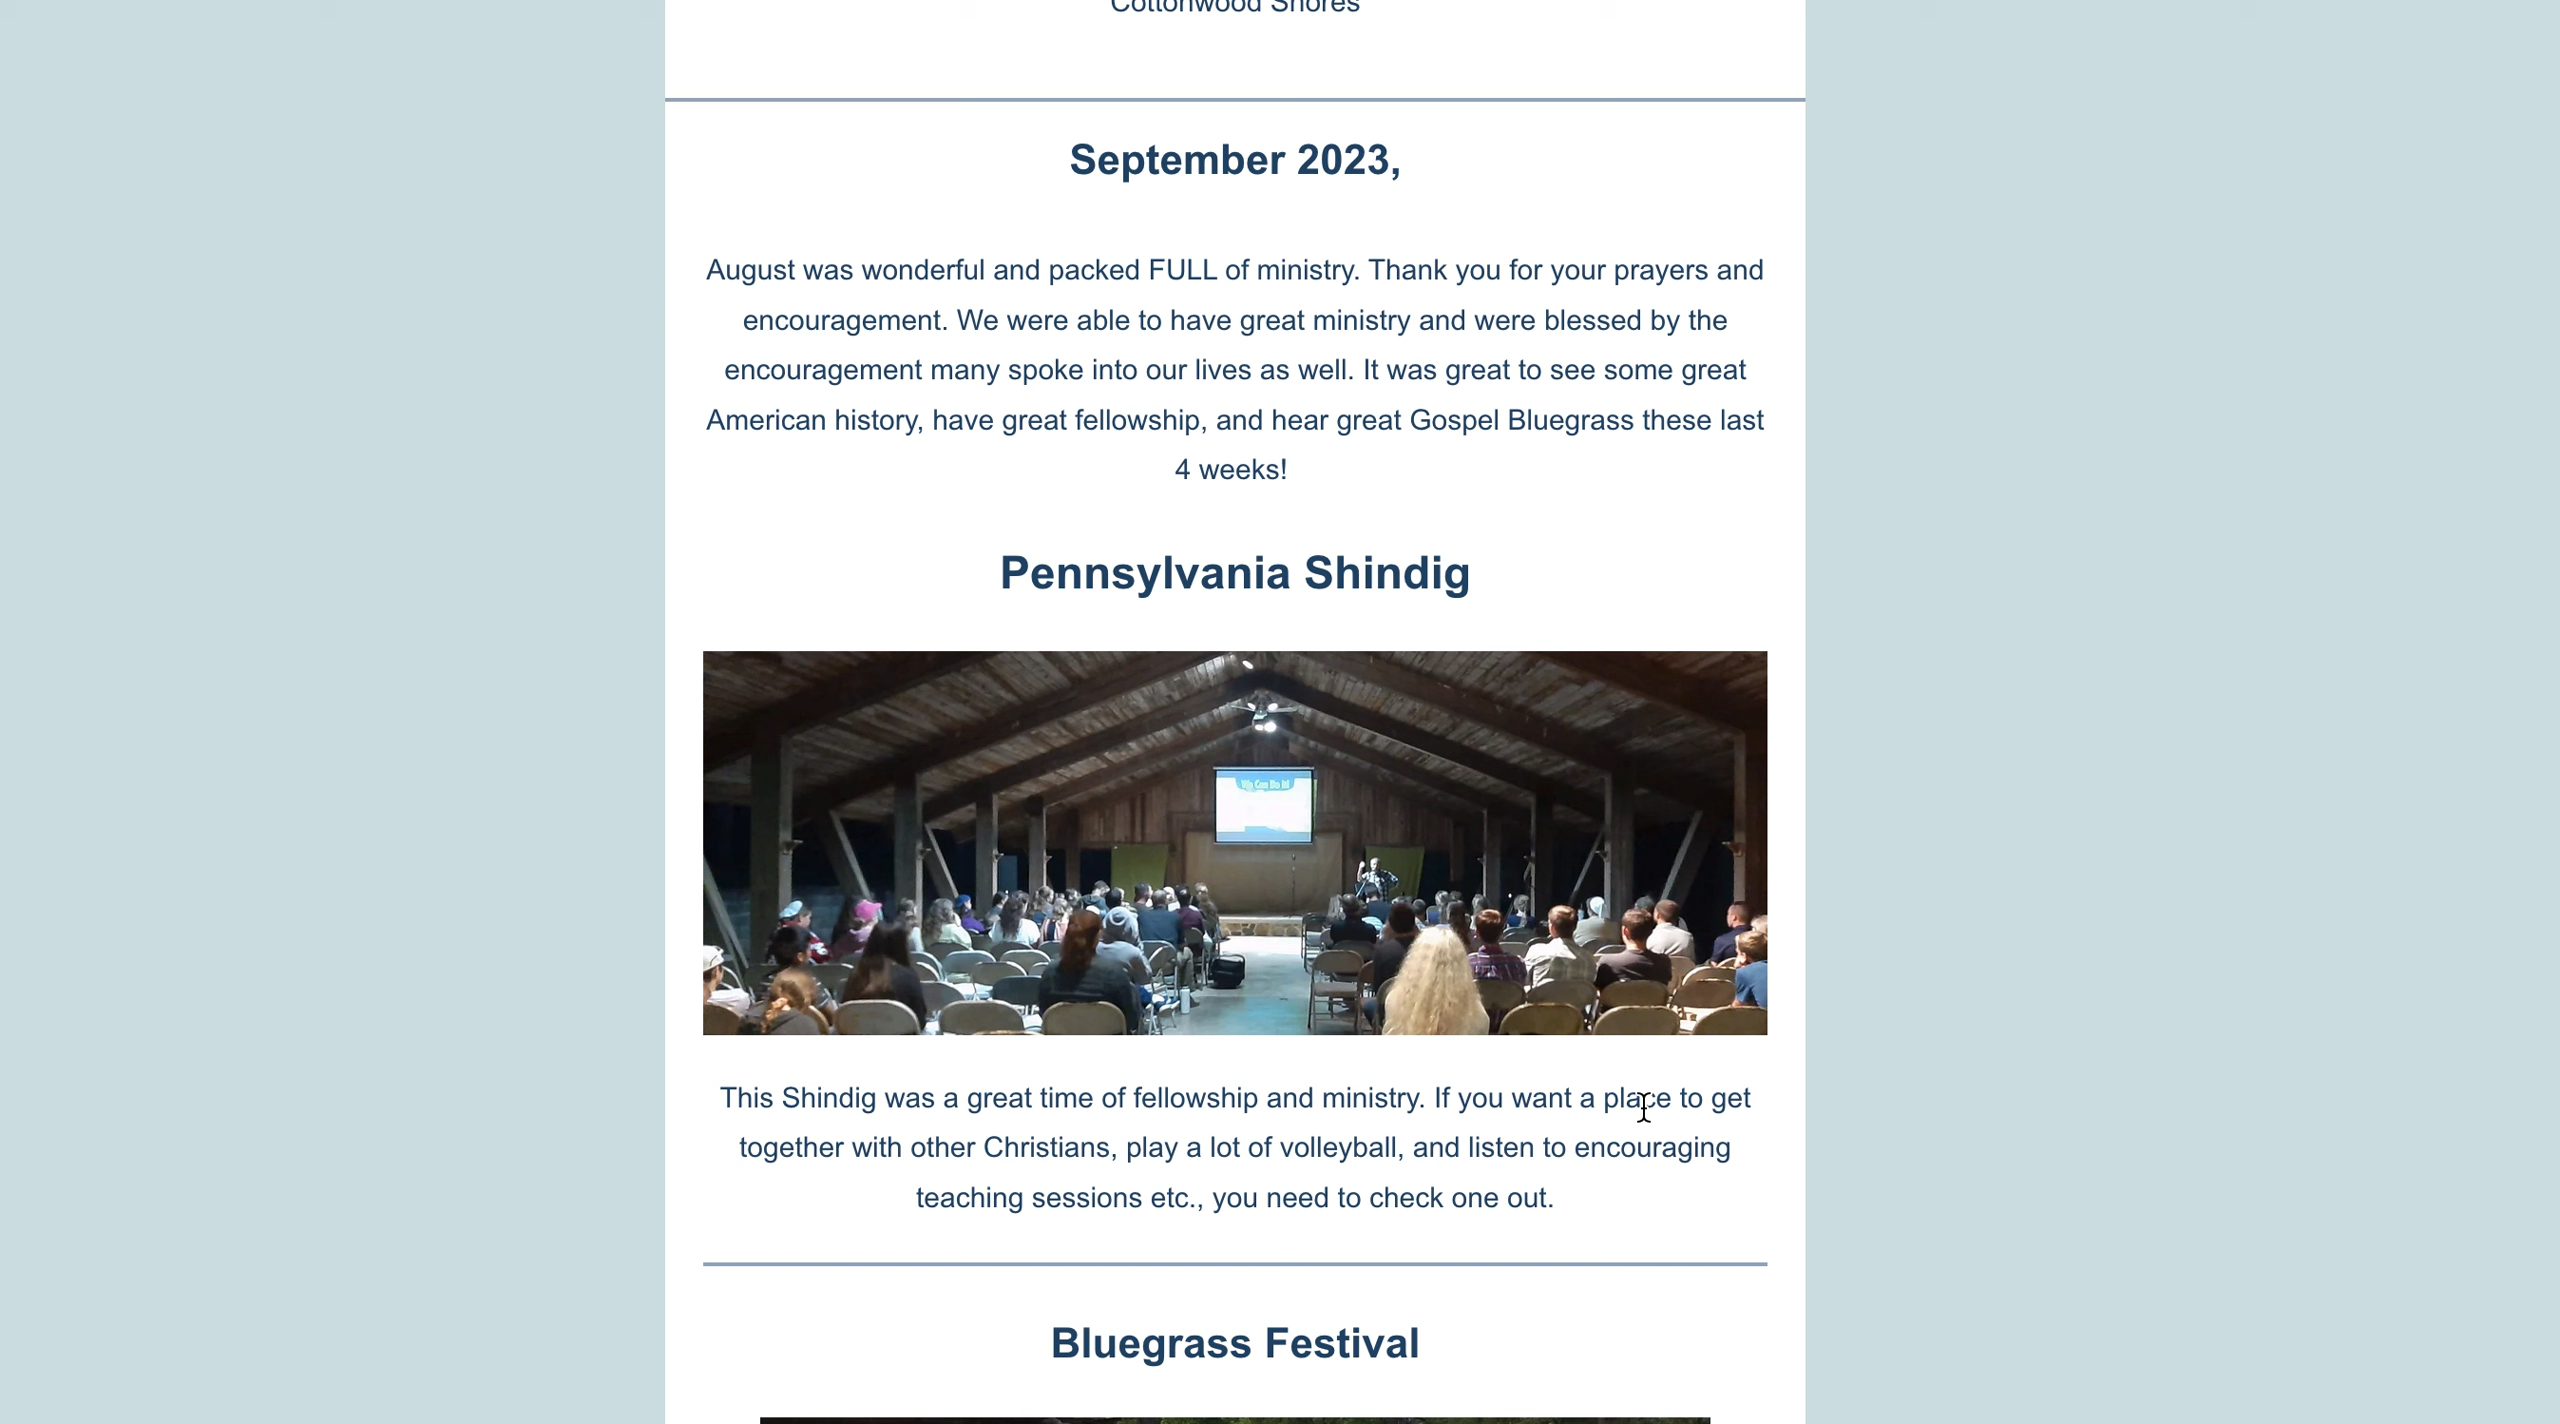 Cottonwood Shores
September 2023,
August was wonderful and packed FULL of ministry. Thank you for your prayers and
encouragement. We were able to have great ministry and were blessed by the
encouragement many spoke into our lives as well. It was great to see some great
American history, have great fellowship, and hear great Gospel Bluegrass these last
4 weeks!
Pennsylvania Shindig
We Can Do It!
This Shindig was a great time of fellowship and ministry. If you want a place to get
together with other Christians, play a lot of volleyball, and listen to encouraging
teaching sessions etc., you need to check one out.
Bluegrass Festival